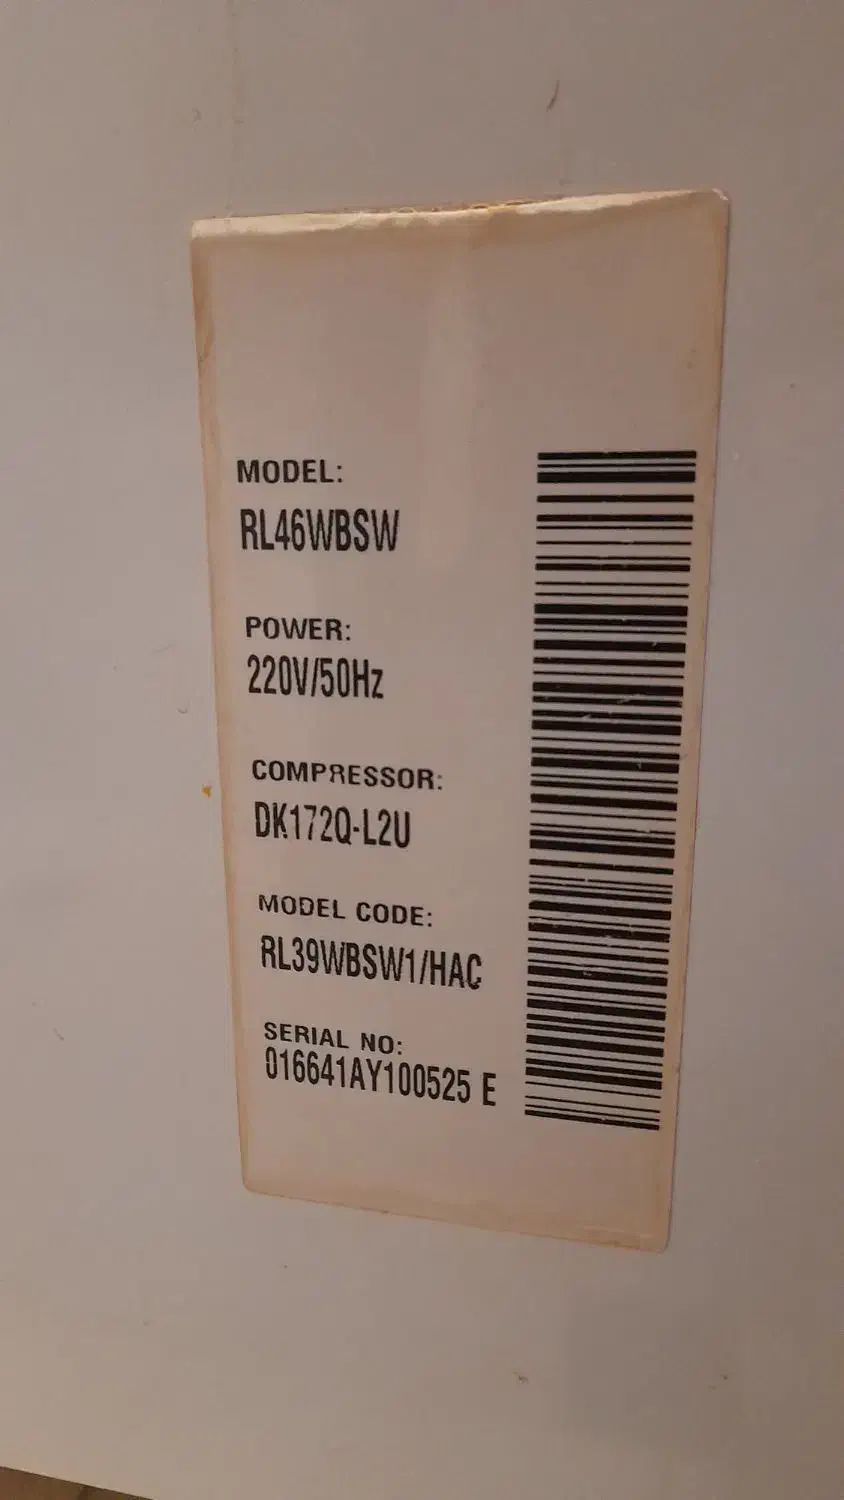 MODEL:
RL46WBSW
POWER:
220V/50Hz
COMPRESSOR:
DK172Q-L2U
MODEL CODE:
RL39WBSW1/HAC
SERIAL NO:
016641AY100525 E